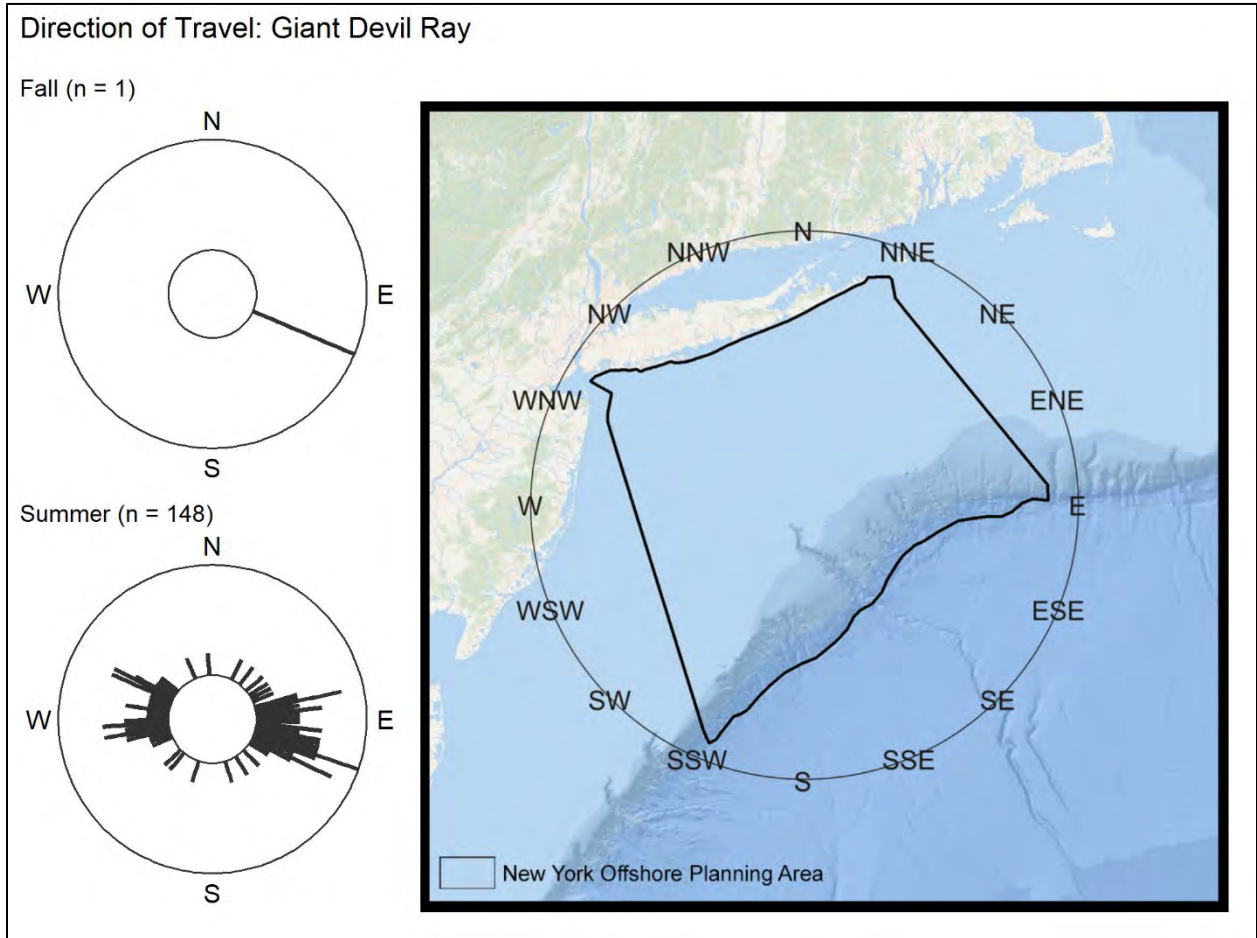 Direction of Travel: Giant Devil Ray
Fall (n = 1)
N
W
E
S
Summer (n = 148)
N
W
E
S
N
NNW
NNE
NW
NE
WNW
ENE
W
E
WSW
ESE
SW
SE
SSW
SSE
S
New York Offshore Planning Area